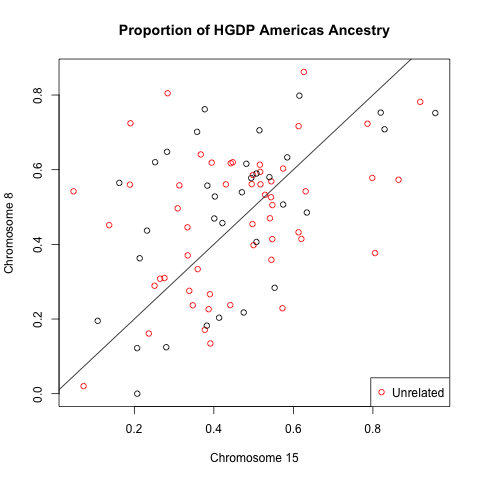 Proportion of HGDP Americas Ancestry
Chromosome 8
0.8
0.6
0.4
0.2
0.0
0.2 0.4 0.6 0.8
Chromosome 15
Unrelated